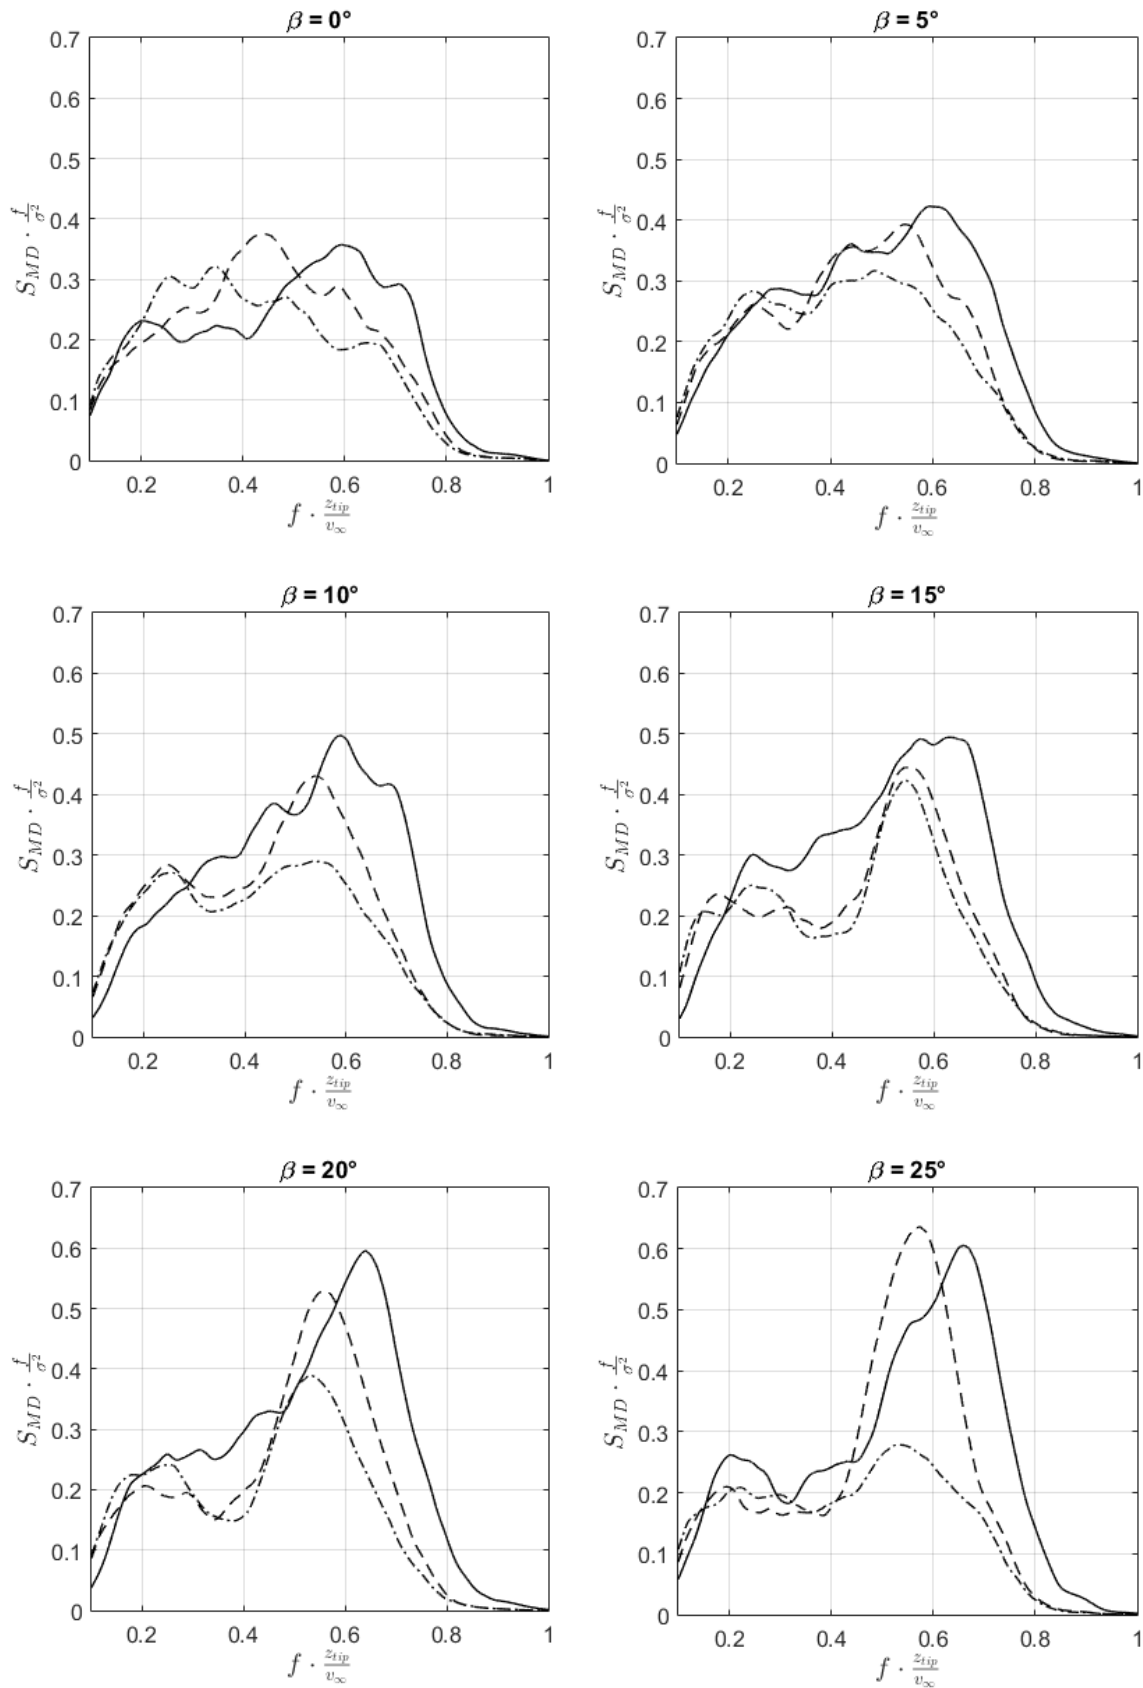 β = 0° β = 5°
0.7 0.7
0.6 0.6
0.5 0.5
0.4 0.4
0.3 0.3
0.2 0.2
0.1 0.1
0 0
S_MD · f/σ² S_MD · f/σ²
0.2 0.4 0.6 0.8 1 0.2 0.4 0.6 0.8 1
f · z_tip/v_∞ f · z_tip/v_∞
β = 10° β = 15°
0.7 0.7
0.6 0.6
0.5 0.5
0.4 0.4
0.3 0.3
0.2 0.2
0.1 0.1
0 0
S_MD · f/σ² S_MD · f/σ²
0.2 0.4 0.6 0.8 1 0.2 0.4 0.6 0.8 1
f · z_tip/v_∞ f · z_tip/v_∞
β = 20° β = 25°
0.7 0.7
0.6 0.6
0.5 0.5
0.4 0.4
0.3 0.3
0.2 0.2
0.1 0.1
0 0
S_MD · f/σ² S_MD · f/σ²
0.2 0.4 0.6 0.8 1 0.2 0.4 0.6 0.8 1
f · z_tip/v_∞ f · z_tip/v_∞